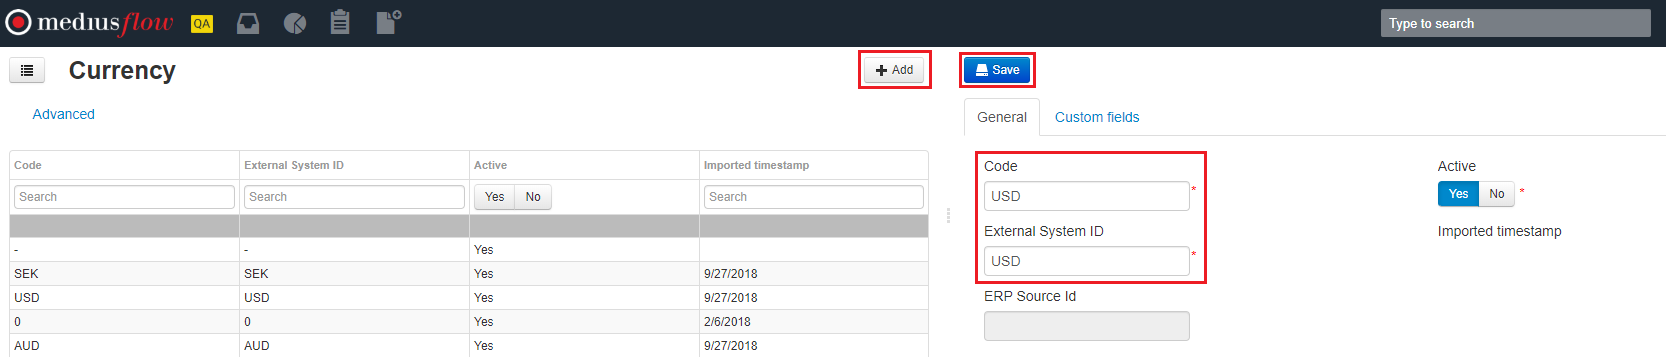 mediusflow QA Type to search
Currency Add Save
Advanced
General Custom fields
Code External System ID Active Imported timestamp
Search Search Yes No Search
- - Yes
SEK SEK Yes 9/27/2018
USD USD Yes 9/27/2018
0 0 Yes 2/6/2018
AUD AUD Yes 9/27/2018
Code Active
USD * Yes No *
External System ID Imported timestamp
USD *
ERP Source Id